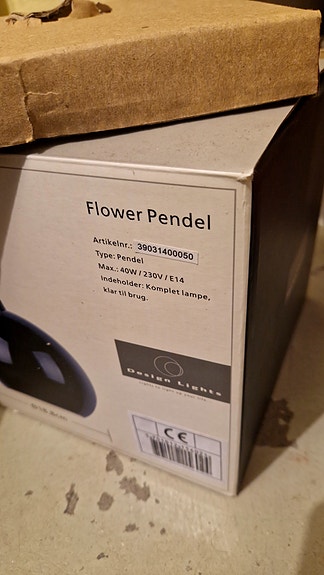 Flower Pendel
Artikelnr.: 39031400050
Type: Pendel
Max.: 40W / 230V / E14
Indeholder: Komplet lampe,
klar til brug.
Design Lights
CE